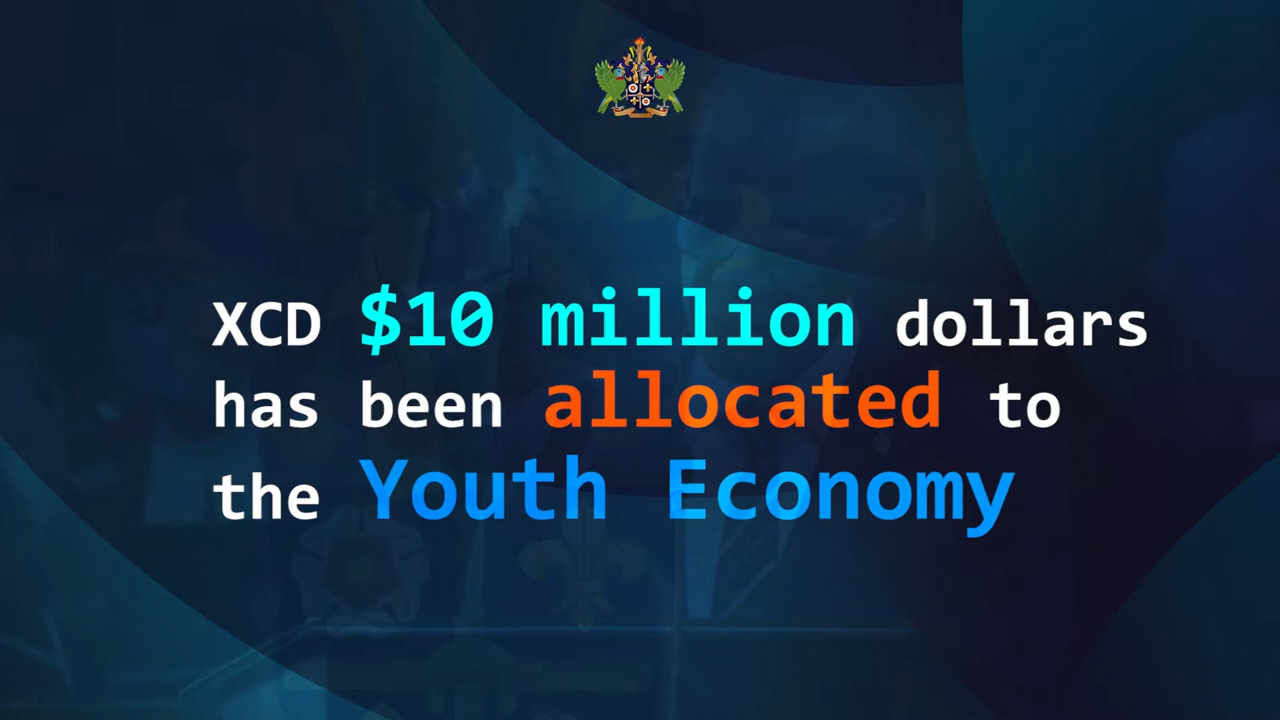 XCD $10 million dollars
has been allocated to
the Youth Economy